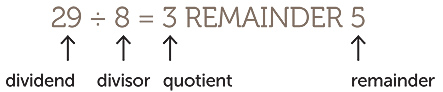 29 ÷ 8 = 3 REMAINDER 5
dividend divisor quotient remainder